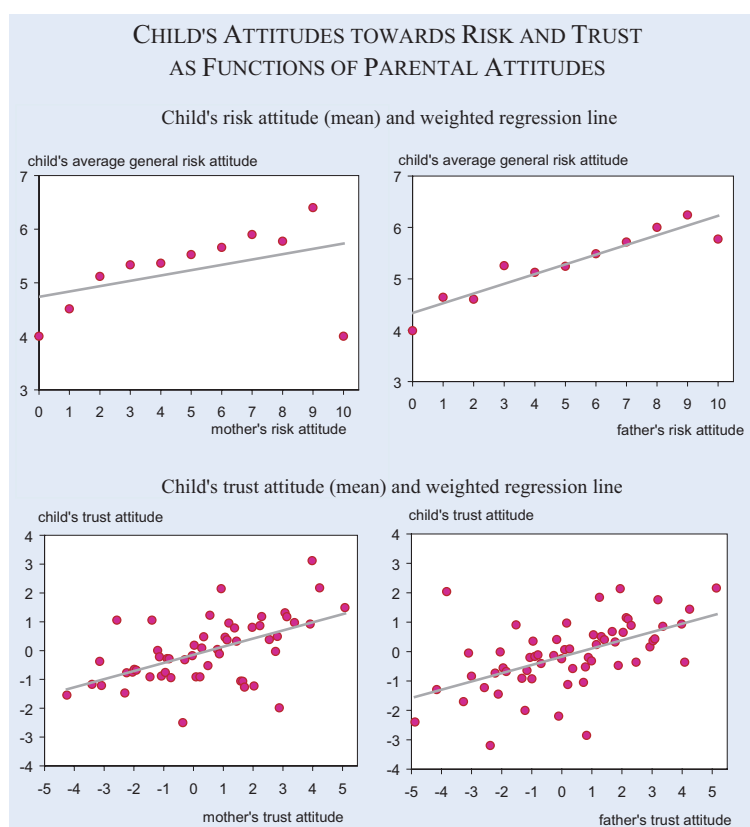 CHILD'S ATTITUDES TOWARDS RISK AND TRUST
AS FUNCTIONS OF PARENTAL ATTITUDES
Child's risk attitude (mean) and weighted regression line
child's average general risk attitude
7
6
5
4
3
0 1 2 3 4 5 6 7 8 9 10
mother's risk attitude
child's average general risk attitude
7
6
5
4
3
0 1 2 3 4 5 6 7 8 9 10
father's risk attitude
Child's trust attitude (mean) and weighted regression line
child's trust attitude
4
3
2
1
0
-1
-2
-3
-4
-5 -4 -3 -2 -1 0 1 2 3 4 5
mother's trust attitude
child's trust attitude
4
3
2
1
0
-1
-2
-3
-4
-5 -4 -3 -2 -1 0 1 2 3 4 5
father's trust attitude